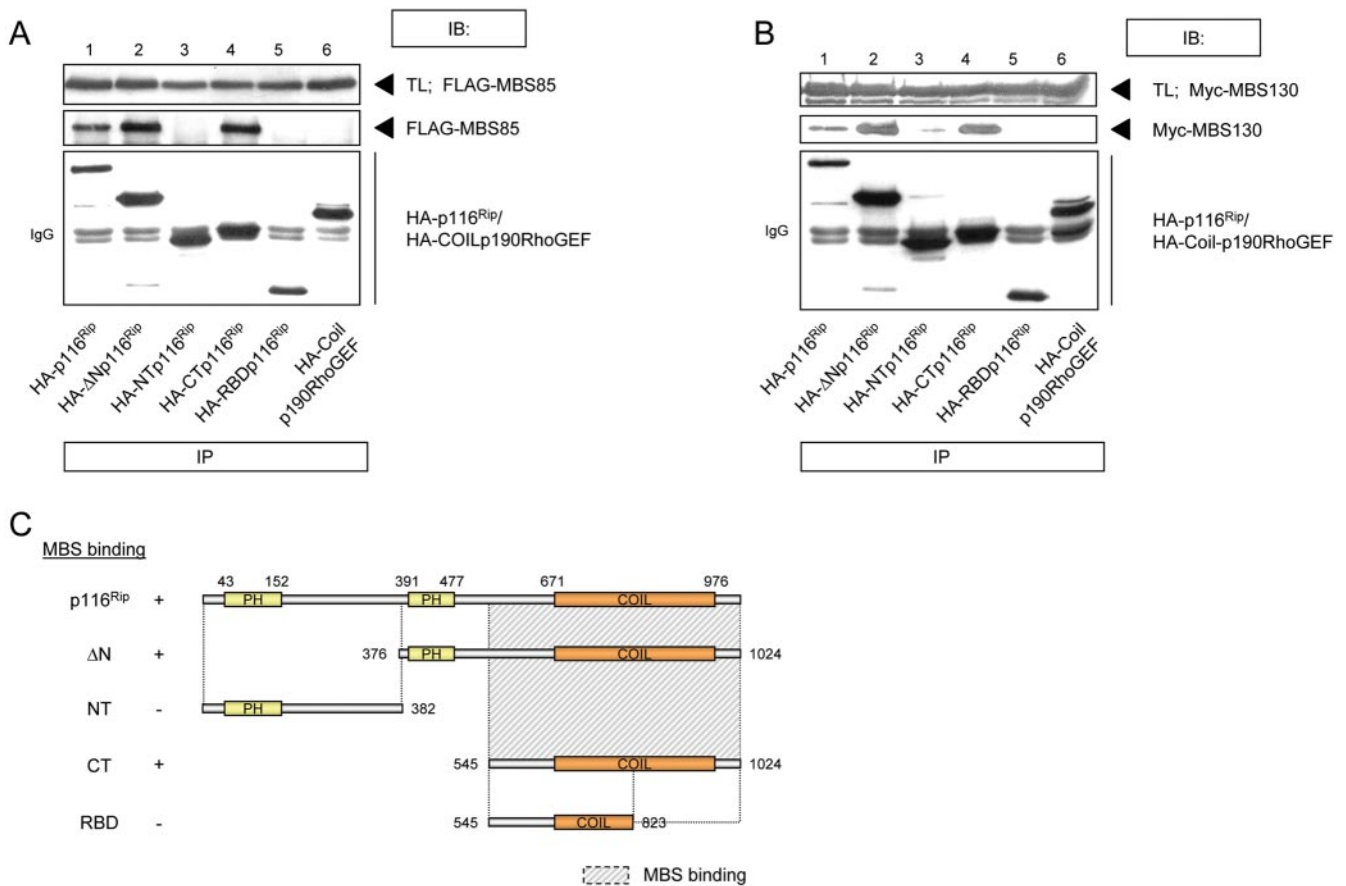 A
IB:
1 2 3 4 5 6
TL; FLAG-MBS85
FLAG-MBS85
IgG
HA-p116Rip/
HA-COILp190RhoGEF
HA-p116Rip
HA-ΔNp116Rip
HA-NTp116Rip
HA-CTp116Rip
HA-RBDp116Rip
HA-Coil
p190RhoGEF
IP
B
IB:
1 2 3 4 5 6
TL; Myc-MBS130
Myc-MBS130
IgG
HA-p116Rip/
HA-Coil-p190RhoGEF
HA-p116Rip
HA-ΔNp116Rip
HA-NTp116Rip
HA-CTp116Rip
HA-RBDp116Rip
HA-Coil
p190RhoGEF
IP
C
MBS binding
43 152 391 477 671 976
p116Rip + PH PH COIL
ΔN + 376 PH COIL 1024
NT - PH 382
CT + 545 COIL 1024
RBD - 545 COIL 823
MBS binding